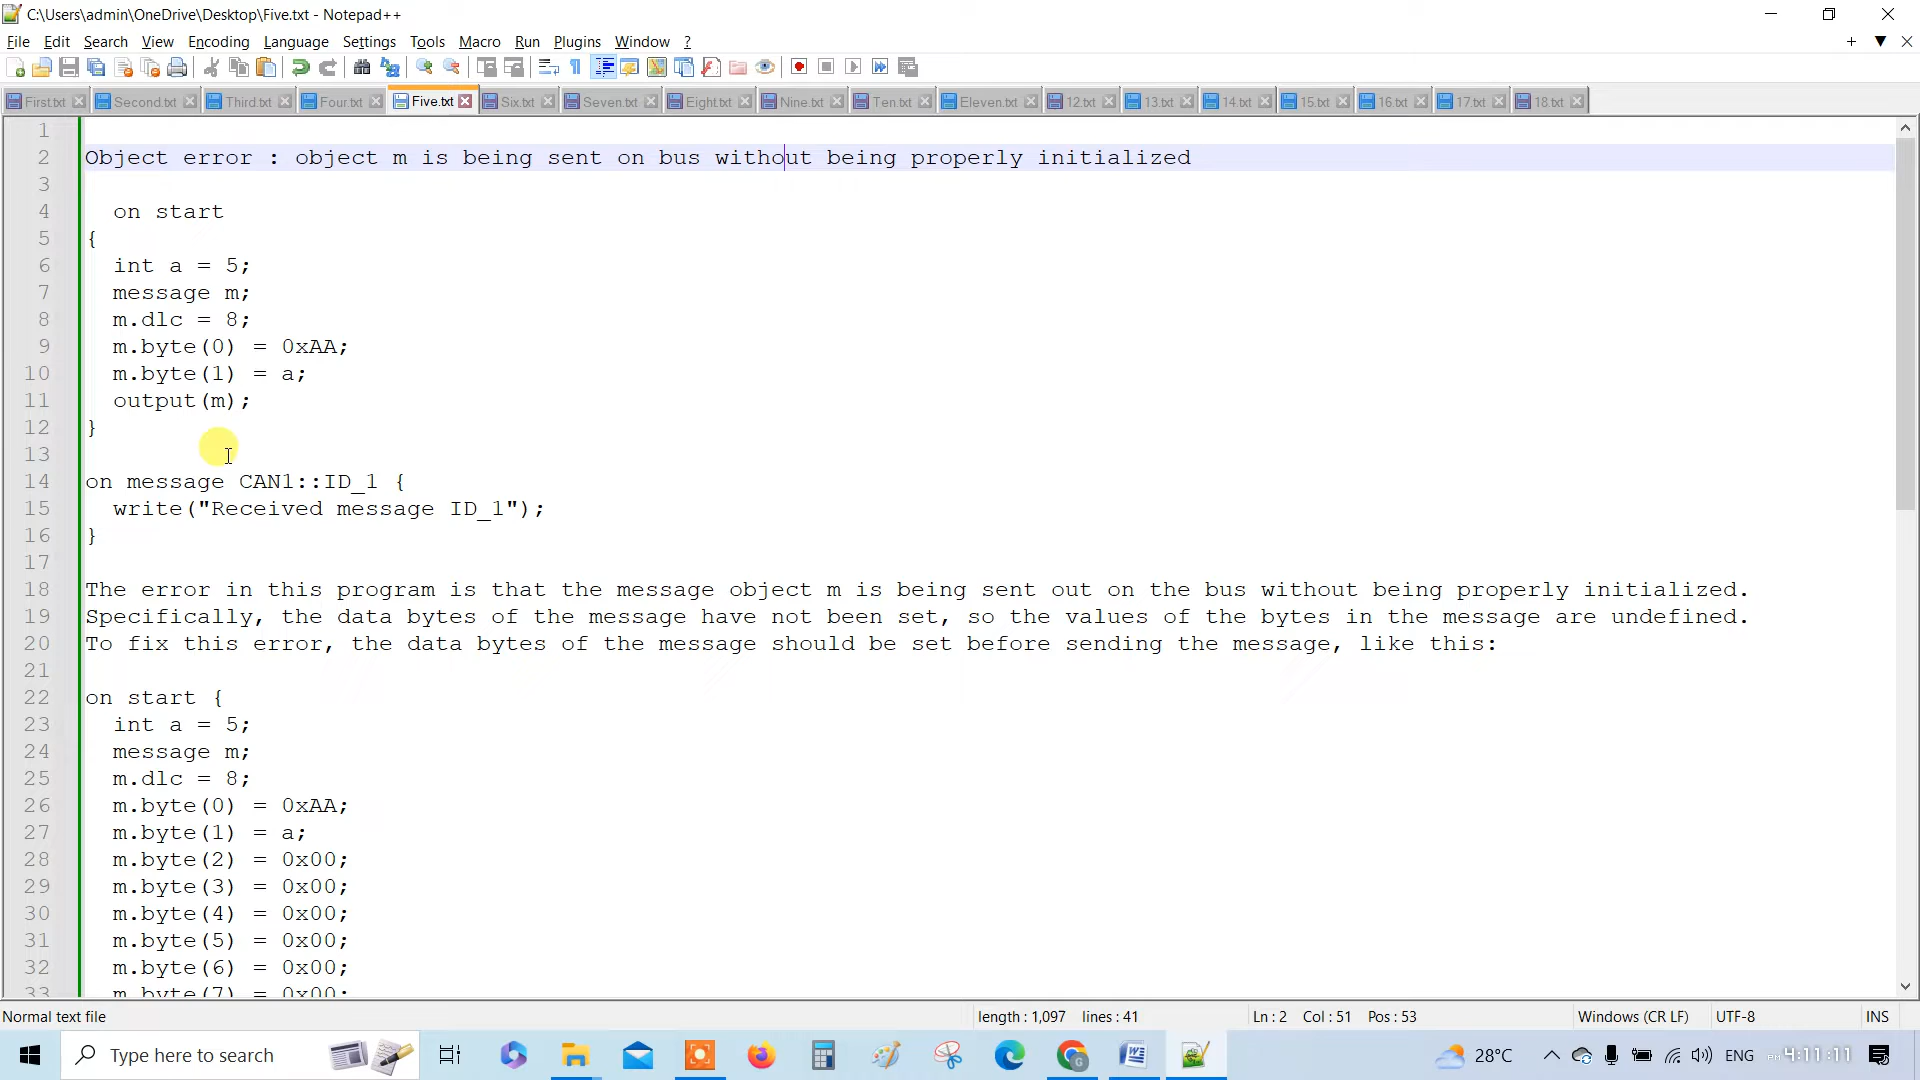 C:\Users\admin\OneDrive\Desktop\Five.txt - Notepad++
File Edit Search View Encoding Language Settings Tools Macro Run Plugins Window ?
First.txt Second.txt Third.txt Four.txt Five.txt Six.txt Seven.txt Eight.txt Nine.txt Ten.txt Eleven.txt 12.txt 13.txt 14.txt 15.txt 16.txt 17.txt 18.txt
1
2 Object error : object m is being sent on bus without being properly initialized
3
4 on start
5 {
6 int a = 5;
7 message m;
8 m.dlc = 8;
9 m.byte(0) = 0xAA;
10 m.byte(1) = a;
11 output(m);
12 }
13
14 on message CAN1::ID_1 {
15 write("Received message ID_1");
16 }
17
18 The error in this program is that the message object m is being sent out on the bus without being properly initialized.
19 Specifically, the data bytes of the message have not been set, so the values of the bytes in the message are undefined.
20 To fix this error, the data bytes of the message should be set before sending the message, like this:
21
22 on start {
23 int a = 5;
24 message m;
25 m.dlc = 8;
26 m.byte(0) = 0xAA;
27 m.byte(1) = a;
28 m.byte(2) = 0x00;
29 m.byte(3) = 0x00;
30 m.byte(4) = 0x00;
31 m.byte(5) = 0x00;
32 m.byte(6) = 0x00;
33 m.byte(7) = 0x00;
Normal text file length : 1,097 lines : 41 Ln : 2 Col : 51 Pos : 53 Windows (CR LF) UTF-8 INS
Type here to search 28°C ENG PM 4:11:11